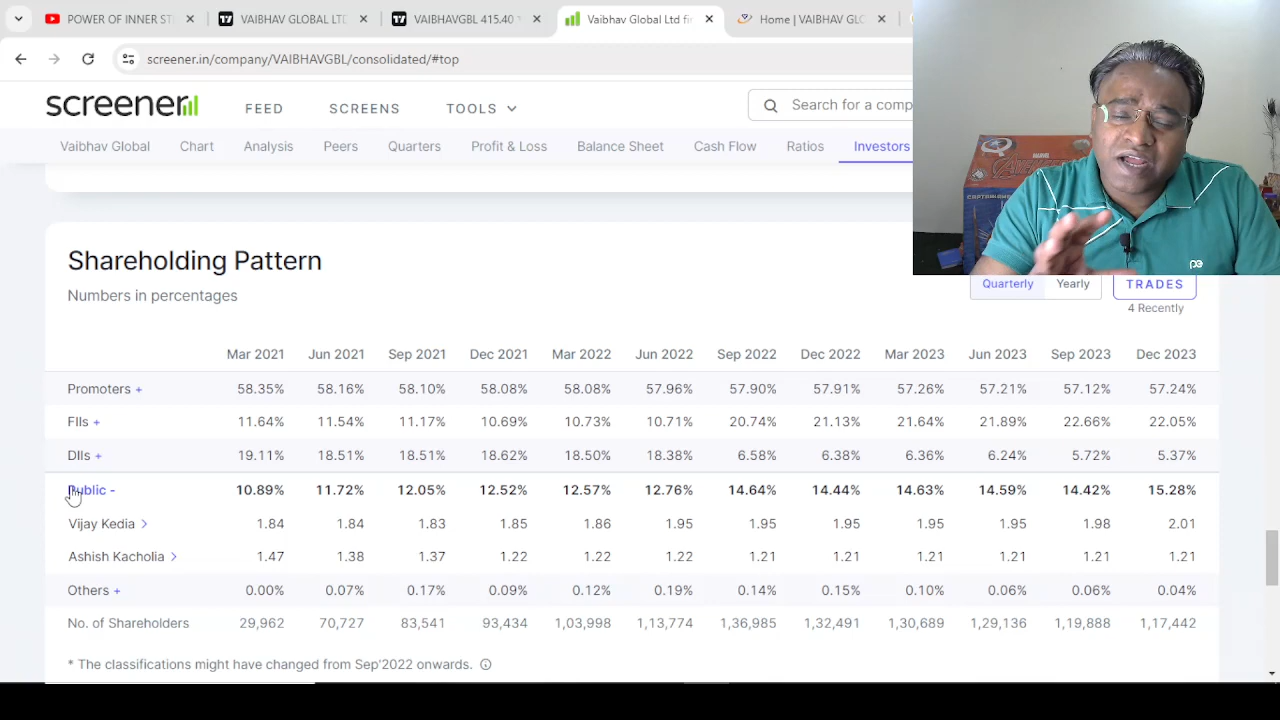 POWER OF INNER ST
VAIBHAV GLOBAL LTD
VAIBHAVGBL 415.40
Vaibhav Global Ltd fin
Home | VAIBHAV GLO
screener.in/company/VAIBHAVGBL/consolidated/#top
screener
FEED SCREENS TOOLS
Search for a comp
Vaibhav Global Chart Analysis Peers Quarters Profit & Loss Balance Sheet Cash Flow Ratios Investors
MARVEL
Shareholding Pattern
Numbers in percentages
Quarterly Yearly TRADES
4 Recently
Mar 2021 Jun 2021 Sep 2021 Dec 2021 Mar 2022 Jun 2022 Sep 2022 Dec 2022 Mar 2023 Jun 2023 Sep 2023 Dec 2023
Promoters + 58.35% 58.16% 58.10% 58.08% 58.08% 57.96% 57.90% 57.91% 57.26% 57.21% 57.12% 57.24%
FIIs + 11.64% 11.54% 11.17% 10.69% 10.73% 10.71% 20.74% 21.13% 21.64% 21.89% 22.66% 22.05%
DIIs + 19.11% 18.51% 18.51% 18.62% 18.50% 18.38% 6.58% 6.38% 6.36% 6.24% 5.72% 5.37%
Public - 10.89% 11.72% 12.05% 12.52% 12.57% 12.76% 14.64% 14.44% 14.63% 14.59% 14.42% 15.28%
Vijay Kedia 1.84 1.84 1.83 1.85 1.86 1.95 1.95 1.95 1.95 1.95 1.98 2.01
Ashish Kacholia 1.47 1.38 1.37 1.22 1.22 1.22 1.21 1.21 1.21 1.21 1.21 1.21
Others + 0.00% 0.07% 0.17% 0.09% 0.12% 0.19% 0.14% 0.15% 0.10% 0.06% 0.06% 0.04%
No. of Shareholders 29,962 70,727 83,541 93,434 1,03,998 1,13,774 1,36,985 1,32,491 1,30,689 1,29,136 1,19,888 1,17,442
* The classifications might have changed from Sep'2022 onwards.